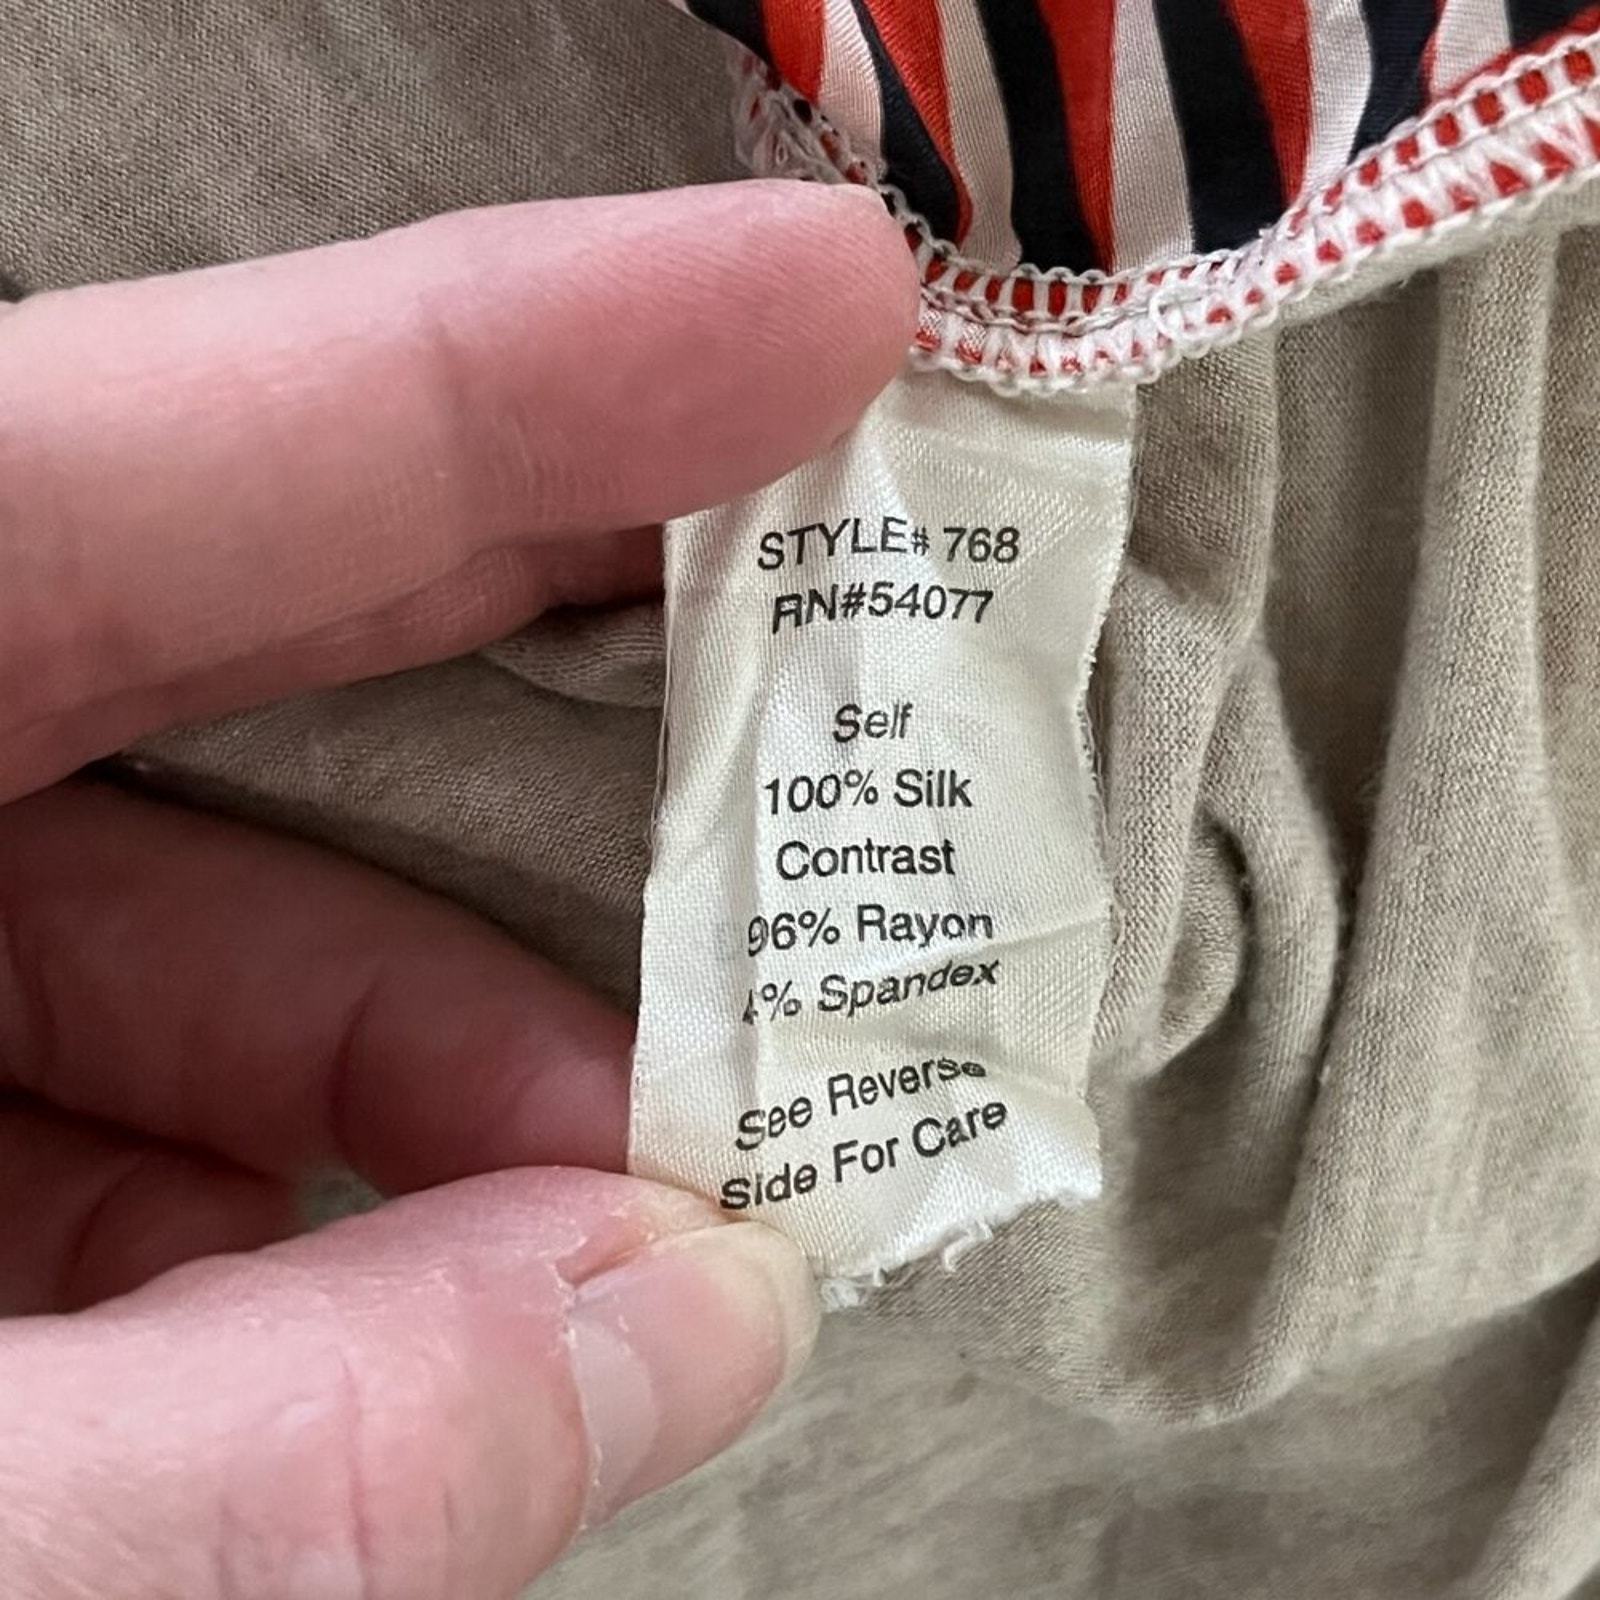 STYLE# 768
RN#54077
Self
100% Silk
Contrast
96% Rayon
4% Spandex
See Reverse
Side For Care